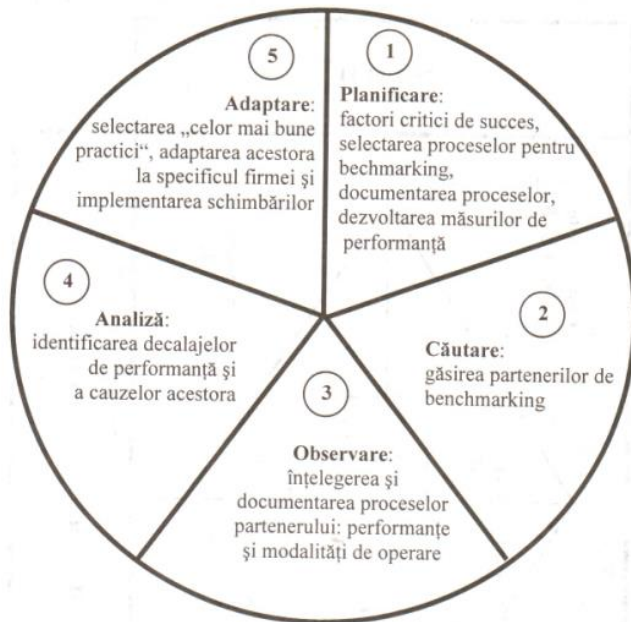 1
Planificare:
factori critici de succes,
selectarea proceselor pentru
bechmarking,
documentarea proceselor,
dezvoltarea măsurilor de
performanţă
2
Căutare:
găsirea partenerilor de
benchmarking
3
Observare:
înţelegerea şi
documentarea proceselor
partenerului: performanţe
şi modalităţi de operare
4
Analiză:
identificarea decalajelor
de performanţă şi
a cauzelor acestora
5
Adaptare:
selectarea „celor mai bune
practici“, adaptarea acestora
la specificul firmei şi
implementarea schimbărilor